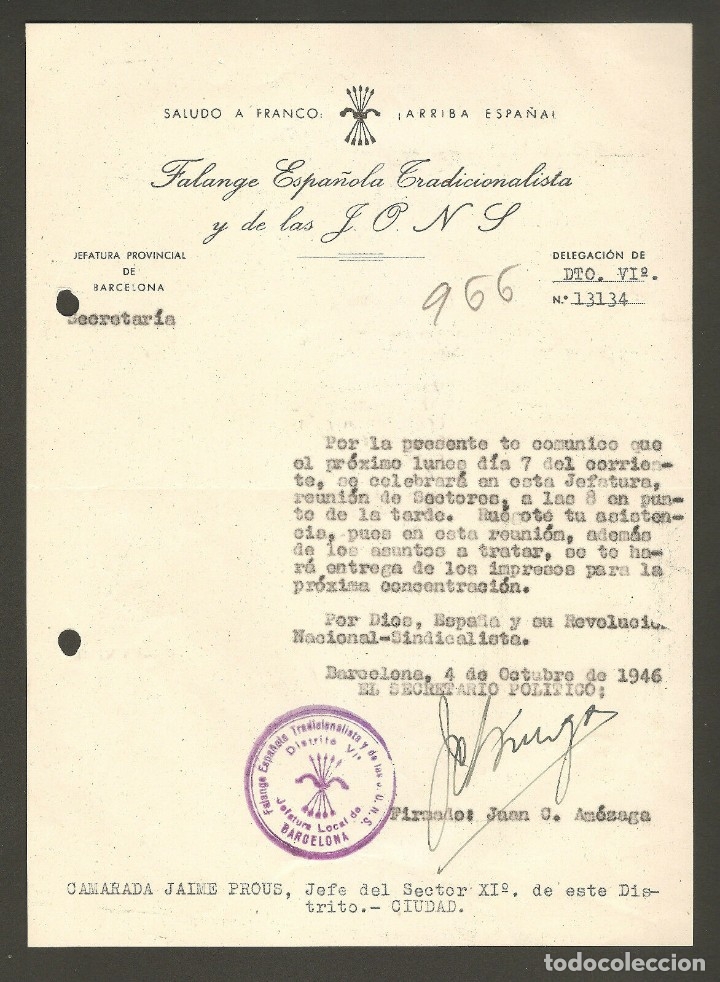 SALUDO A FRANCO: ¡ARRIBA ESPAÑA!
Falange Española Tradicionalista
y de las J. O. N. S
JEFATURA PROVINCIAL
DE
BARCELONA
Secretaría
966
DELEGACIÓN DE
DTO. VIº.
N.º 13134
Por la presente te comunico que
el próximo lunes día 7 del corrien-
te, se celebrará en esta Jefatura,
reunión de Sectores, a las 8 en pun-
to de la tarde. Ruégote tu asisten-
cia, pues en esta reunión, además
de los asuntos a tratar, se te ha-
rá entrega de los impresos para la
próxima concentración.
Por Dios, España y su Revolució
Nacional-Sindicalista.
Barcelona, 4 de Octubre de 1946
EL SECRETARIO POLITICO;
Falange Española Tradicionalista y de las J.O.N.S.
Distrito VIº
Jefatura Local de
BARCELONA
Firmado: Juan C. Amézaga
CAMARADA JAIME PROUS, Jefe del Sector XIº. de este Dis-
trito.- CIUDAD.
todocoleccion